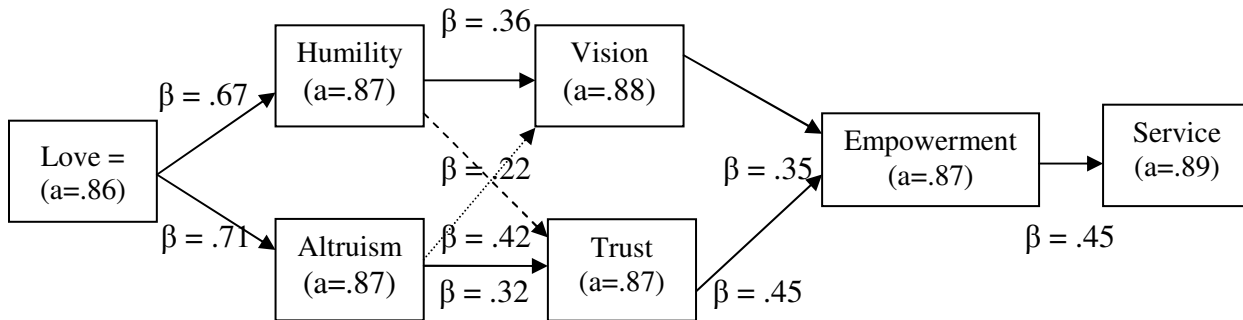 β = .36
Humility
(a=.87)
Vision
(a=.88)
β = .67
Love =
(a=.86)
β = .22
β = .35
Empowerment
(a=.87)
Service
(a=.89)
β = .71
Altruism
(a=.87)
β = .42
β = .32
Trust
(a=.87)
β = .45
β = .45